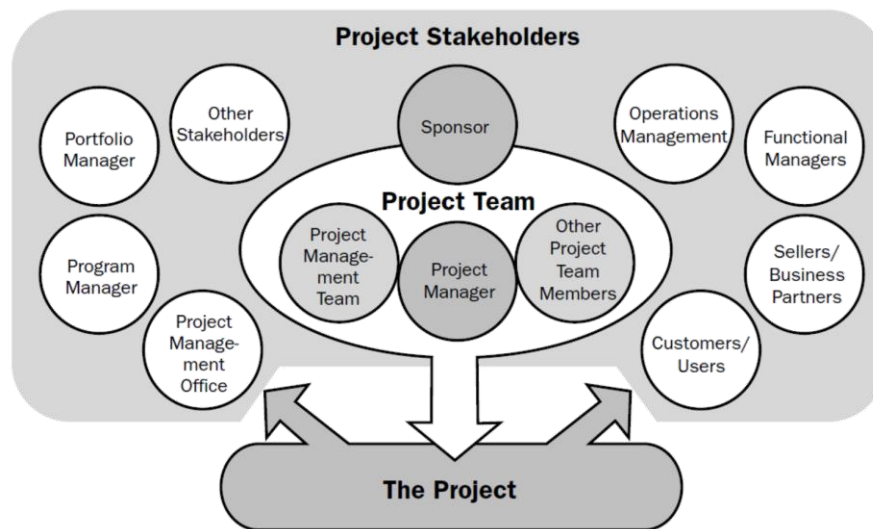 Project Stakeholders
Portfolio
Manager
Other
Stakeholders
Sponsor
Operations
Management
Functional
Managers
Project Team
Program
Manager
Project
Manage-
ment
Team
Project
Manager
Other
Project
Team
Members
Sellers/
Business
Partners
Project
Manage-
ment
Office
Customers/
Users
The Project